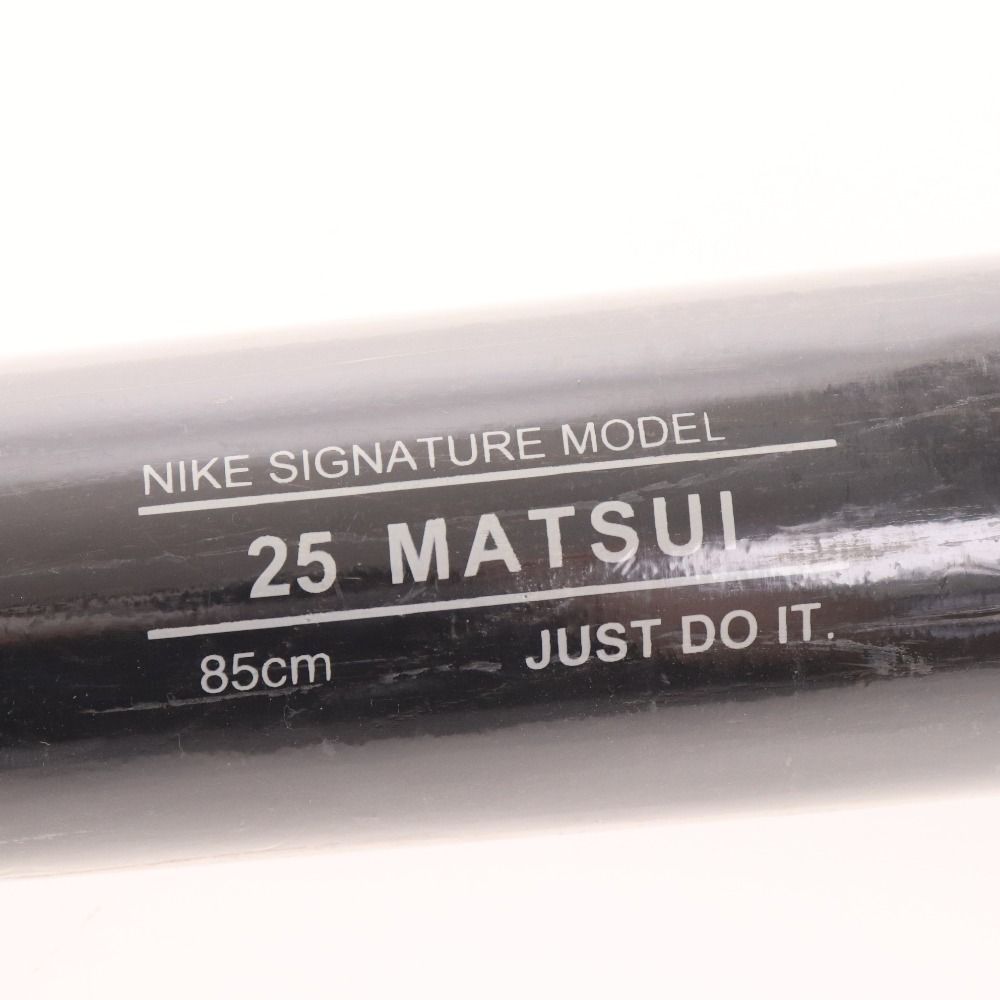 NIKE SIGNATURE MODEL
25 MATSUI
85cm JUST DO IT.